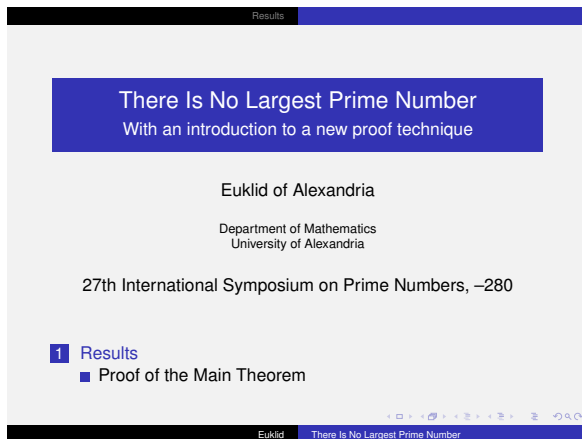 Results
There Is No Largest Prime Number
With an introduction to a new proof technique
Euklid of Alexandria
Department of Mathematics
University of Alexandria
27th International Symposium on Prime Numbers, –280
1 Results
Proof of the Main Theorem
Euklid There Is No Largest Prime Number